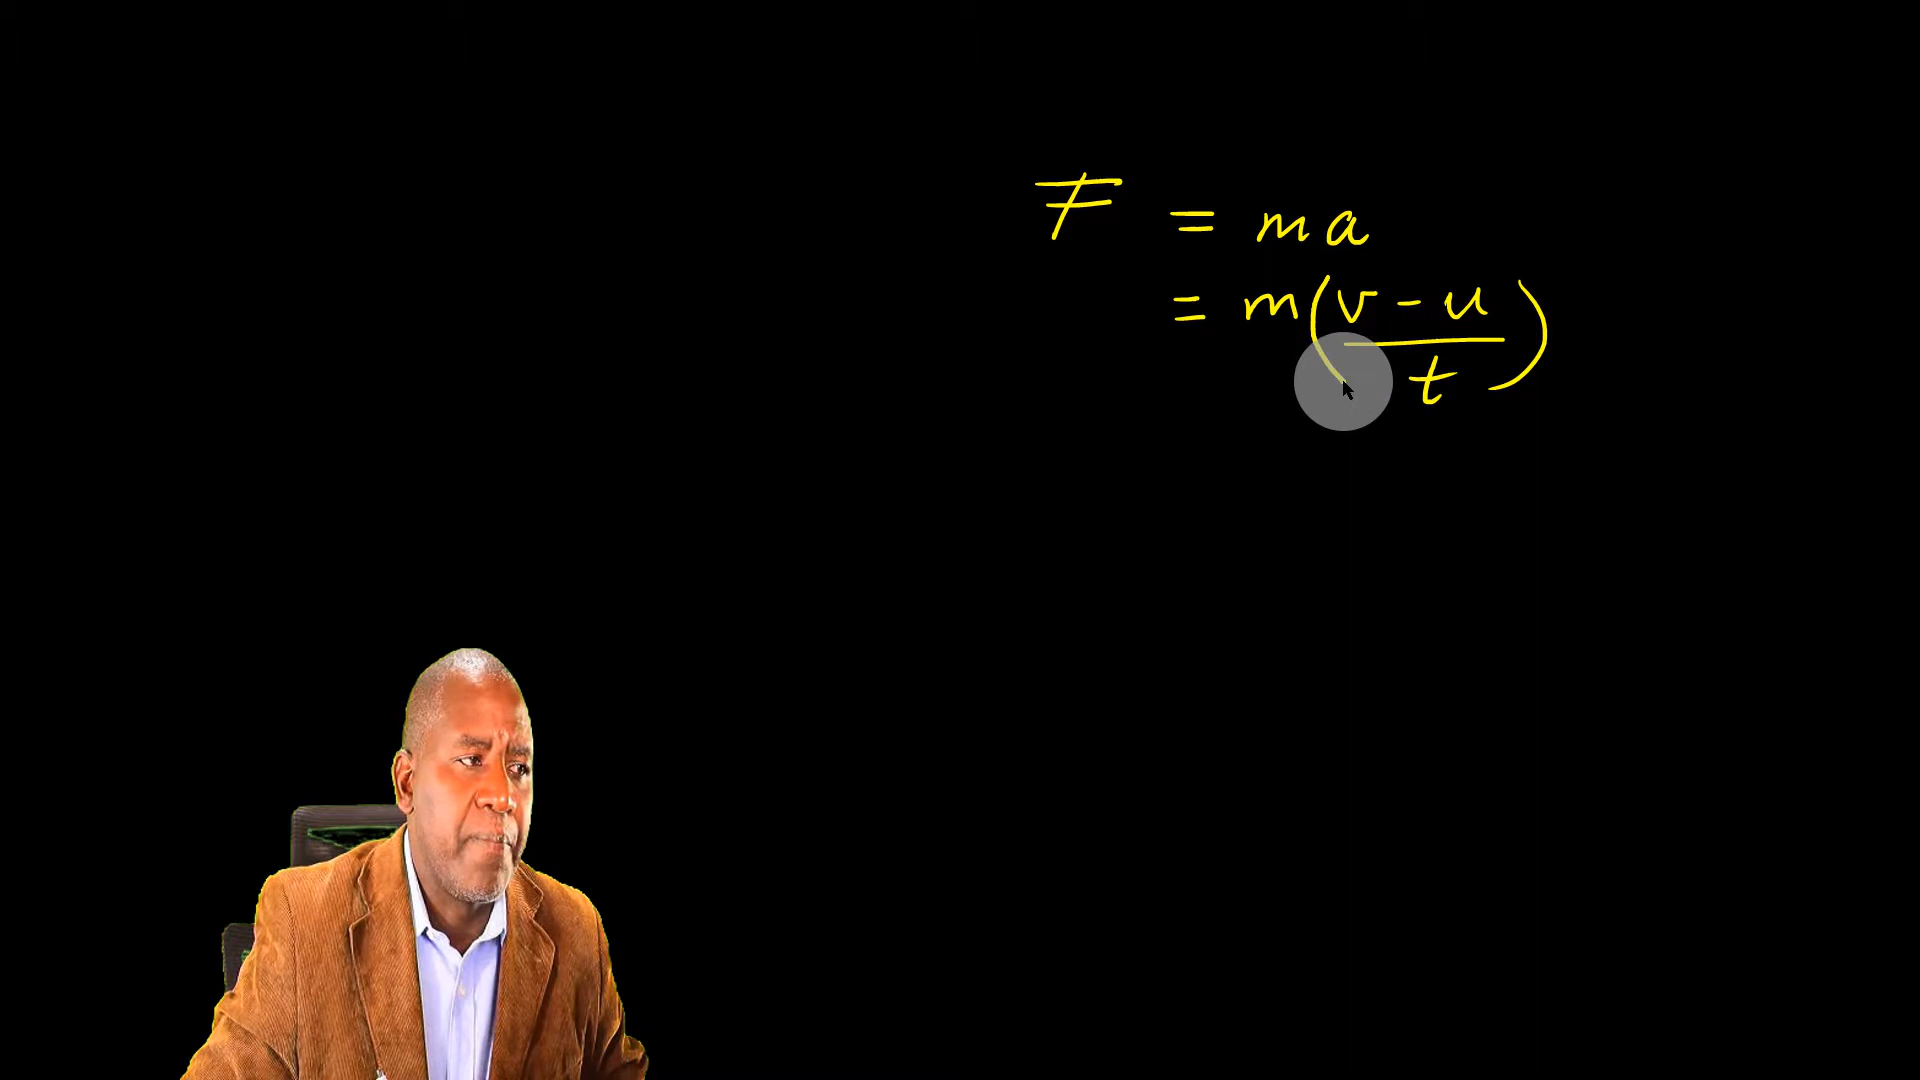 F = ma
= m(v - u / t)